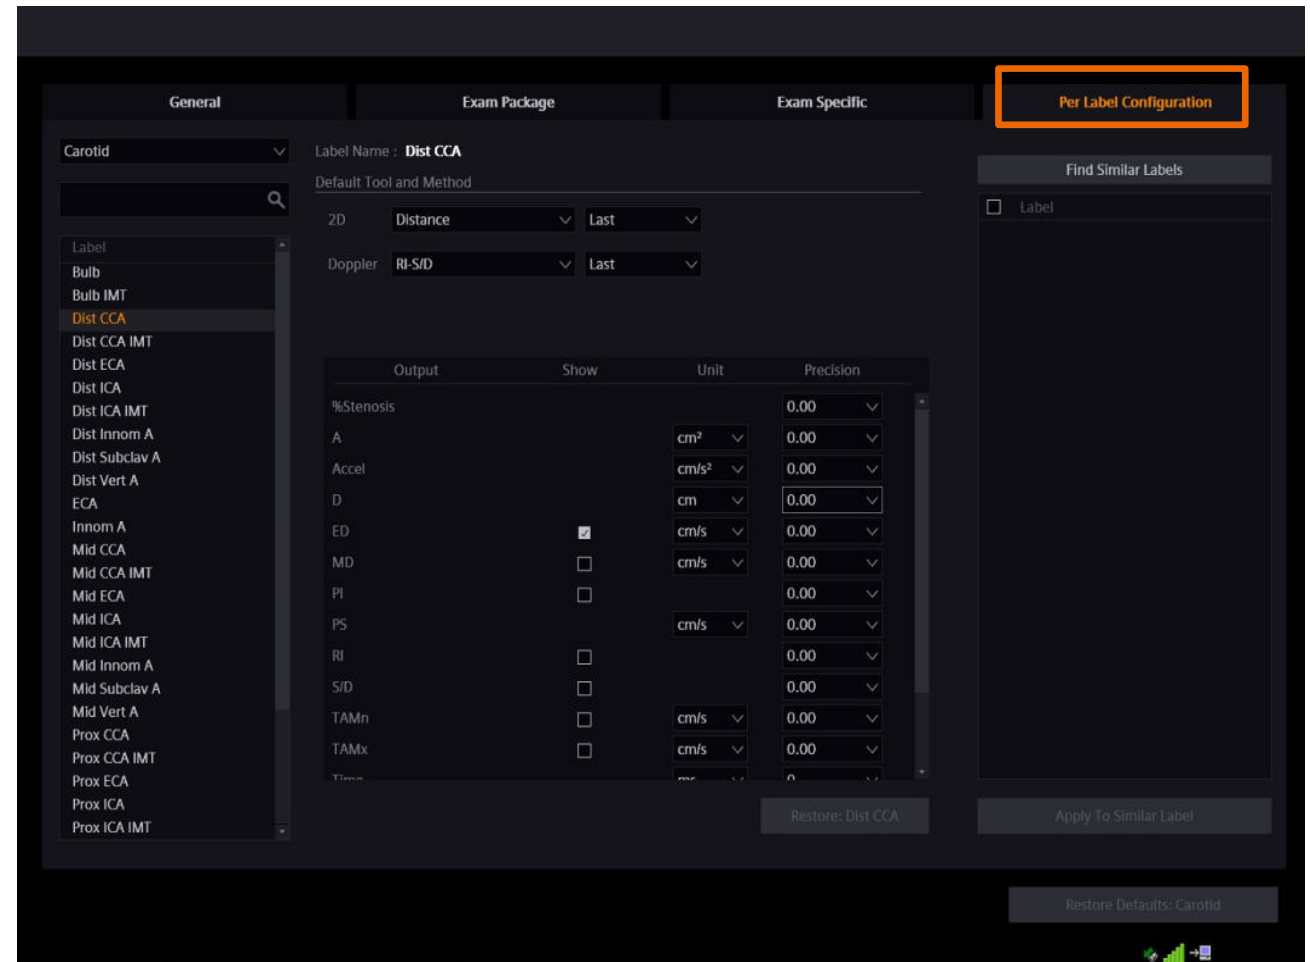 General Exam Package Exam Specific Per Label Configuration
Carotid
Label
Bulb
Bulb IMT
Dist CCA
Dist CCA IMT
Dist ECA
Dist ICA
Dist ICA IMT
Dist Innom A
Dist Subclav A
Dist Vert A
ECA
Innom A
Mid CCA
Mid CCA IMT
Mid ECA
Mid ICA
Mid ICA IMT
Mid Innom A
Mid Subclav A
Mid Vert A
Prox CCA
Prox CCA IMT
Prox ECA
Prox ICA
Prox ICA IMT
Label Name : Dist CCA
Default Tool and Method
2D Distance Last
Doppler RI-S/D Last
Output Show Unit Precision
%Stenosis 0.00
A cm² 0.00
Accel cm/s² 0.00
D cm 0.00
ED cm/s 0.00
MD cm/s 0.00
PI 0.00
PS cm/s 0.00
RI 0.00
S/D 0.00
TAMn cm/s 0.00
TAMx cm/s 0.00
Time ms 0
Restore: Dist CCA
Find Similar Labels
Label
Apply To Similar Label
Restore Defaults: Carotid